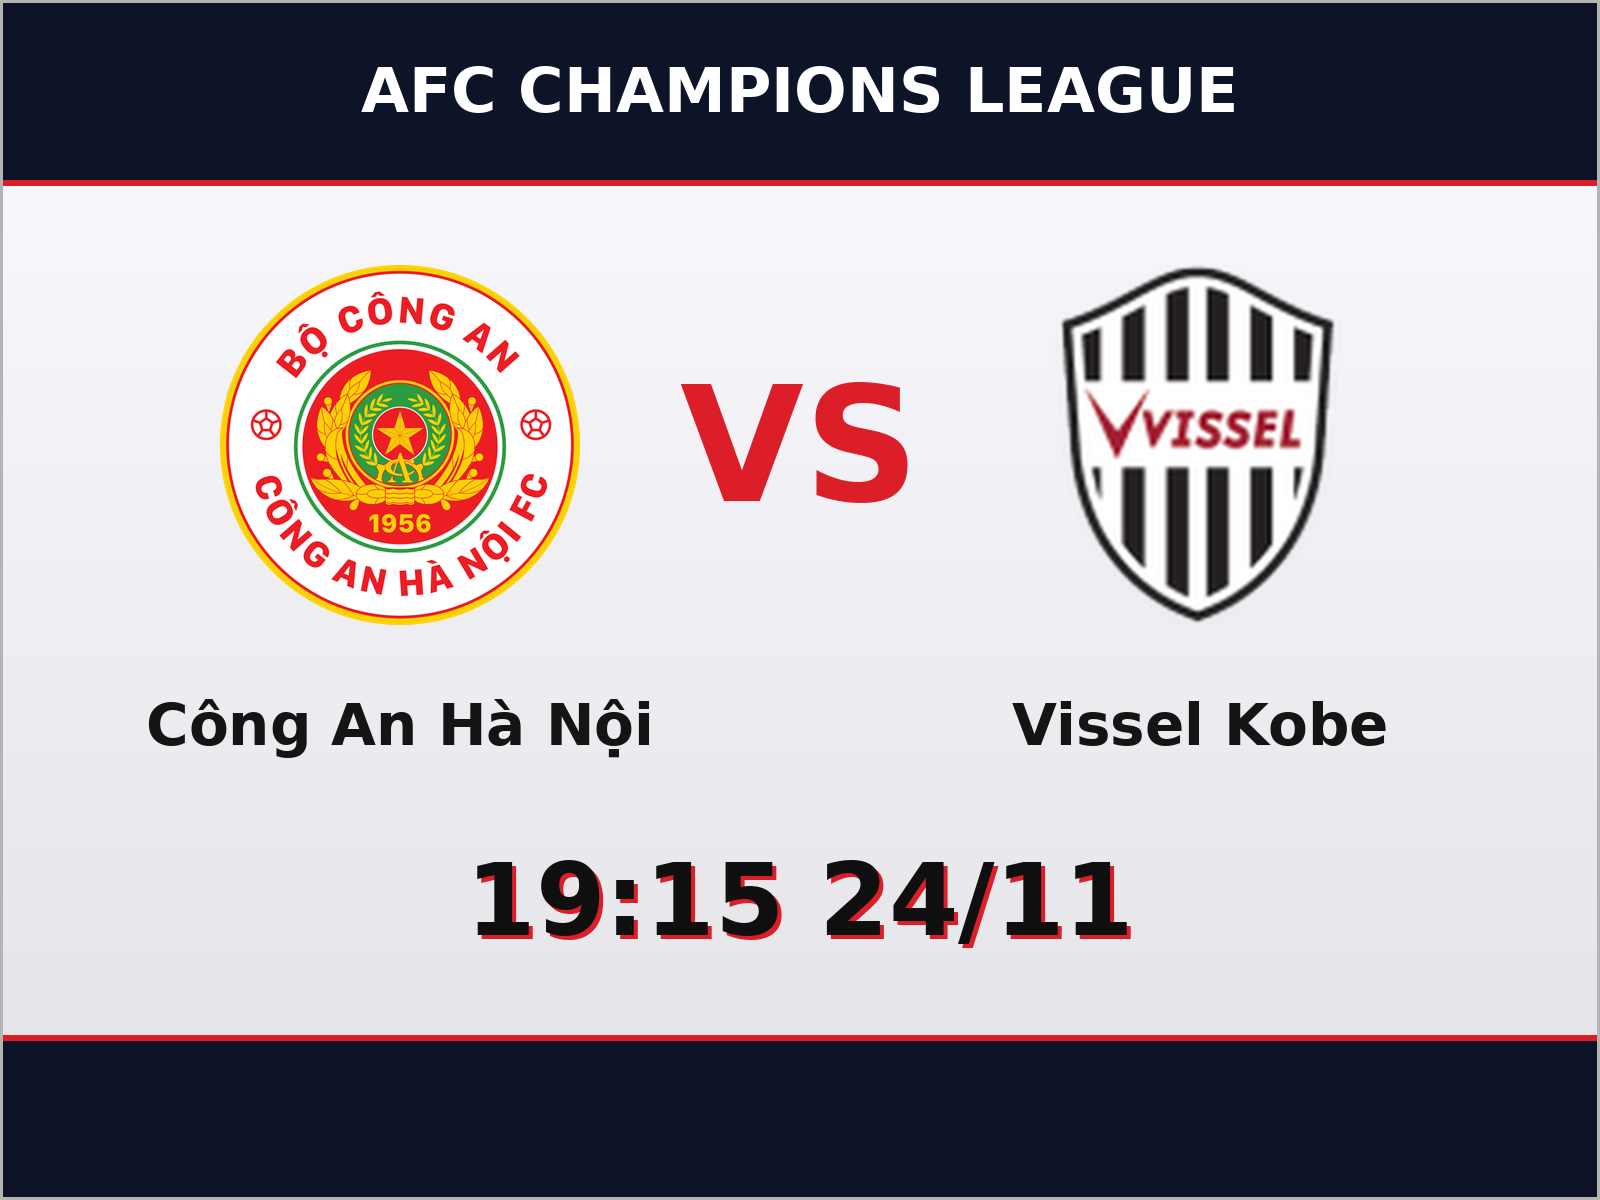 AFC CHAMPIONS LEAGUE
BỘ CÔNG AN
1956
CÔNG AN HÀ NỘI FC
VS
VISSEL
Công An Hà Nội
Vissel Kobe
19:15 24/11